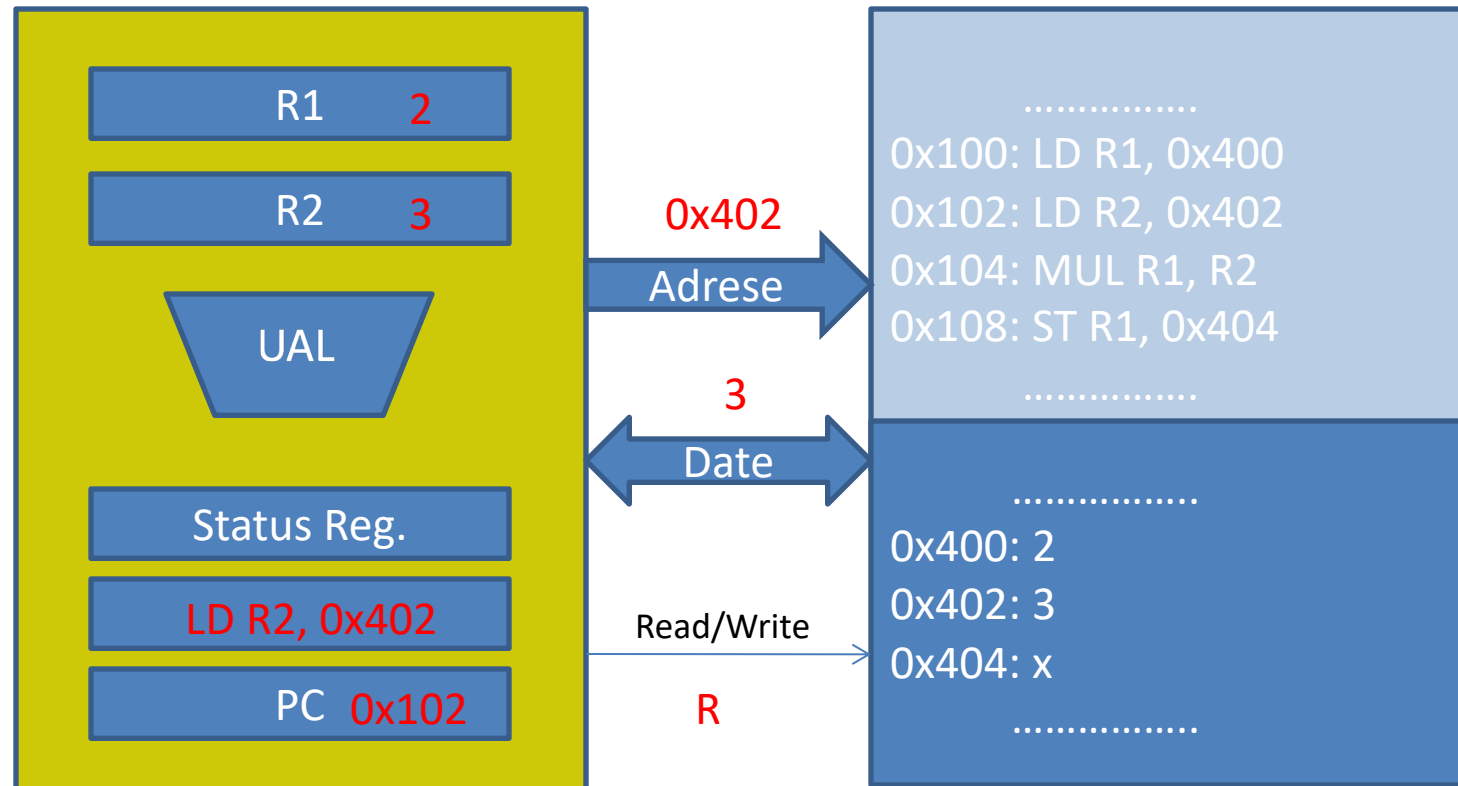 R1 2
R2 3
UAL
Status Reg.
LD R2, 0x402
PC 0x102
0x402
Adrese
3
Date
Read/Write
R
................
0x100: LD R1, 0x400
0x102: LD R2, 0x402
0x104: MUL R1, R2
0x108: ST R1, 0x404
................
.................
0x400: 2
0x402: 3
0x404: x
.................